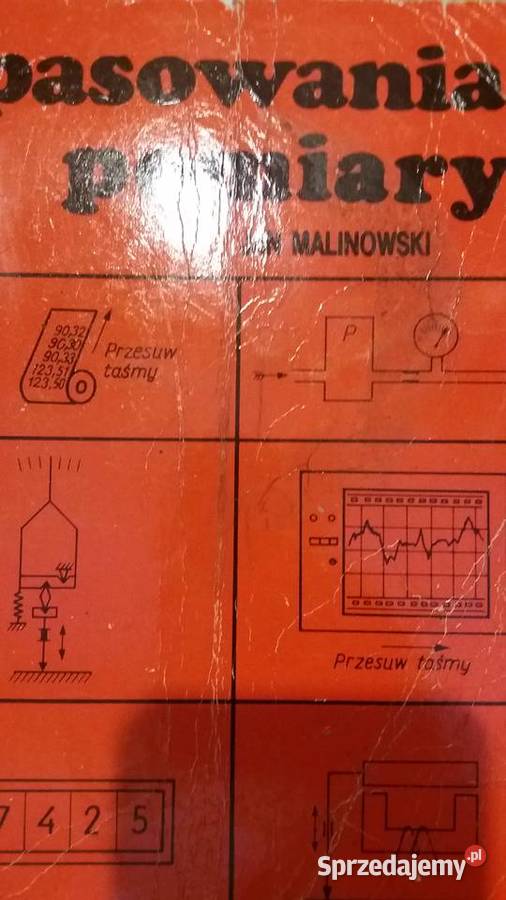 pasowania
pomiary
JAN MALINOWSKI
90,32
90,30
90,33
123,51
123,50
Przesuw
taśmy
P
Przesuw taśmy
7 4 2 5
Sprzedajemy.pl